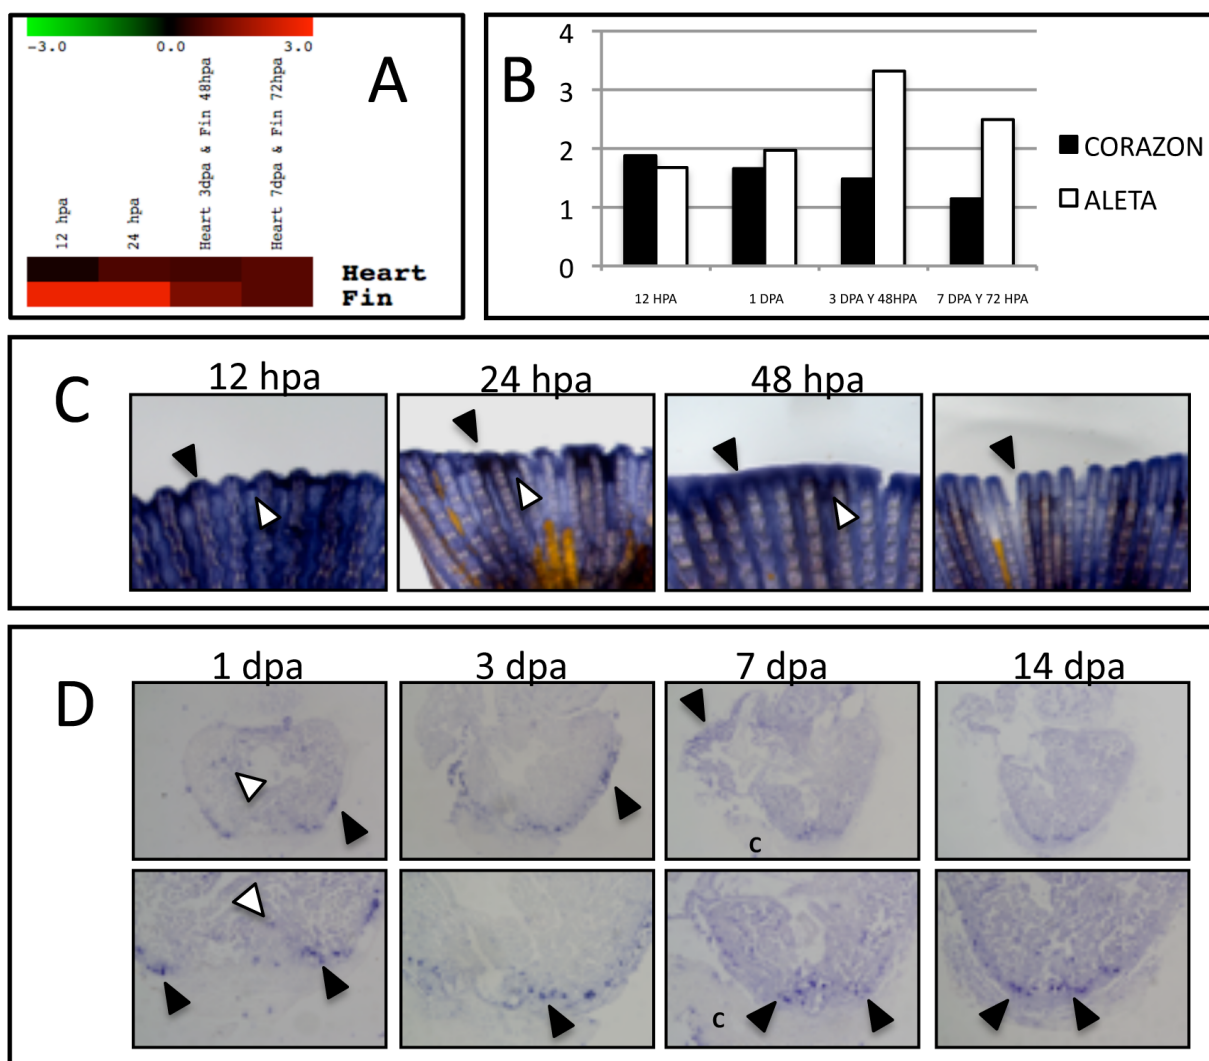 -3.0 0.0 3.0
12 hpa
24 hpa
Heart 3dpa & Fin 48hpa
Heart 7dpa & Fin 72hpa
Heart
Fin
A
B
4
3
2
1
0
12 HPA
1 DPA
3 DPA Y 48HPA
7 DPA Y 72 HPA
CORAZON
ALETA
C
12 hpa
24 hpa
48 hpa
D
1 dpa
3 dpa
7 dpa
14 dpa
c
c